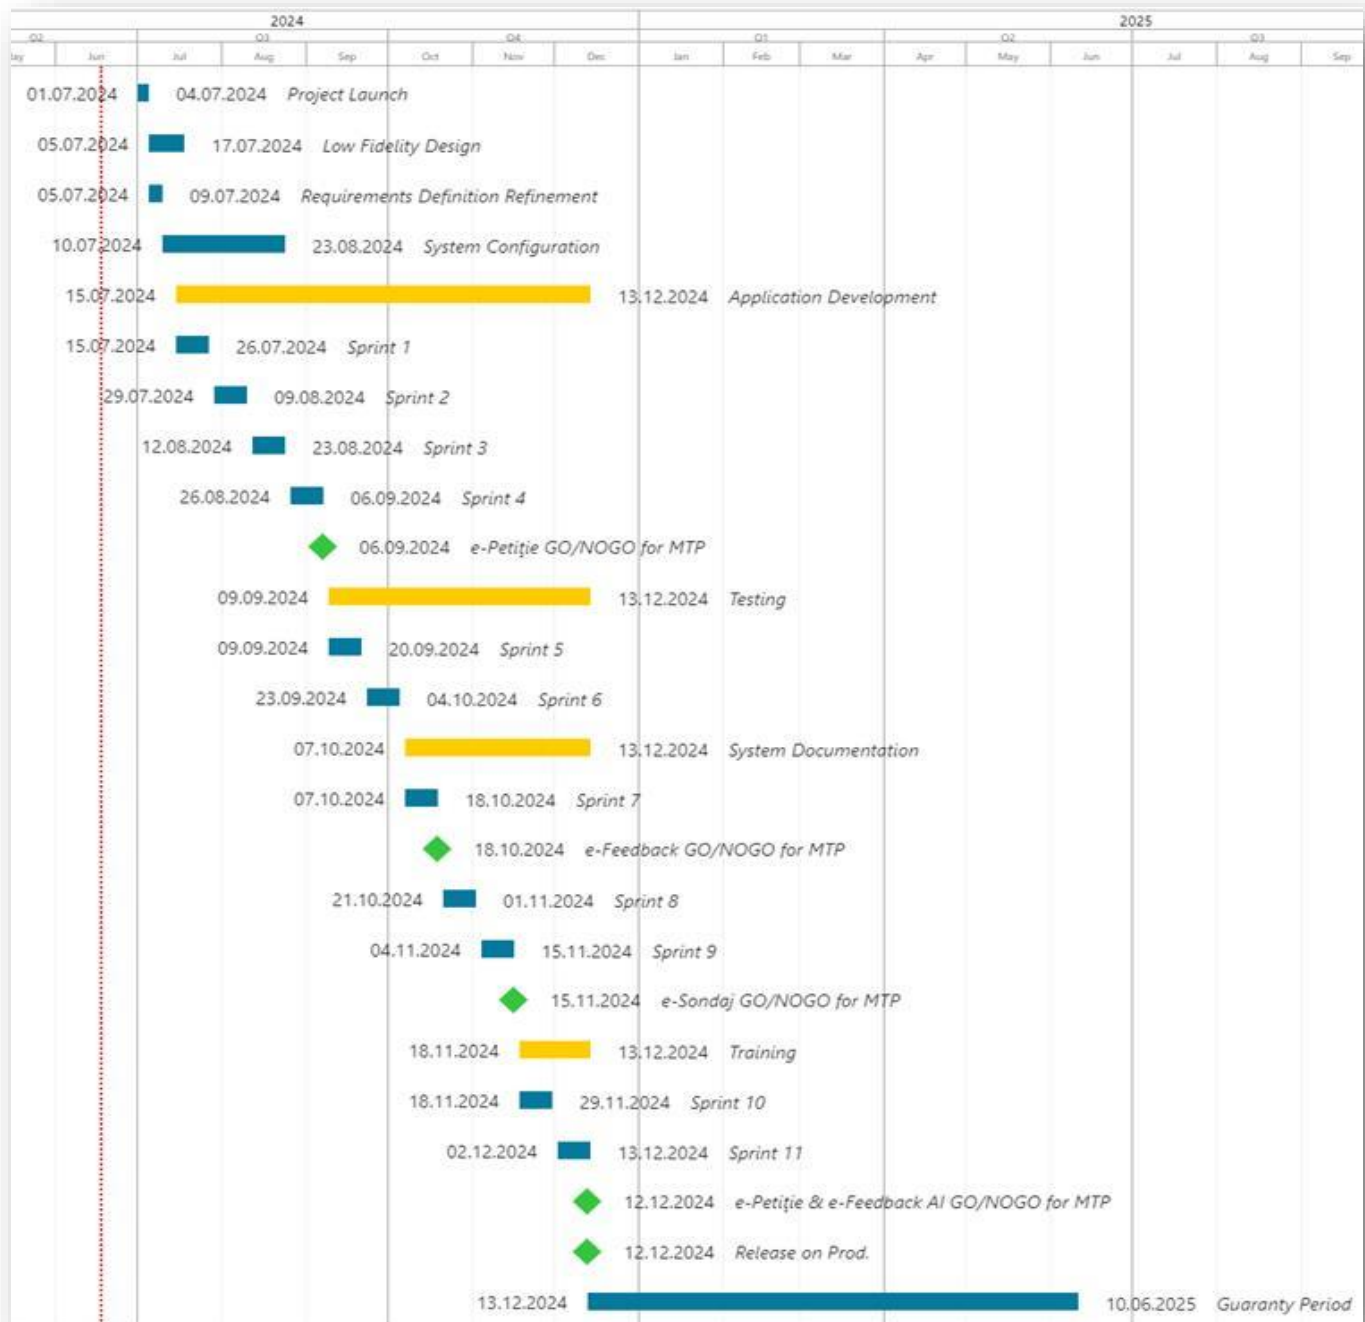 2024 2025
Q2 Q3 Q4 Q1 Q2 Q3
ay Jun Jul Aug Sep Oct Nov Dec Jan Feb Mar Apr May Jun Jul Aug Sep
01.07.2024 04.07.2024 Project Launch
05.07.2024 17.07.2024 Low Fidelity Design
05.07.2024 09.07.2024 Requirements Definition Refinement
10.07.2024 23.08.2024 System Configuration
15.07.2024 13.12.2024 Application Development
15.07.2024 26.07.2024 Sprint 1
29.07.2024 09.08.2024 Sprint 2
12.08.2024 23.08.2024 Sprint 3
26.08.2024 06.09.2024 Sprint 4
06.09.2024 e-Petiție GO/NOGO for MTP
09.09.2024 13.12.2024 Testing
09.09.2024 20.09.2024 Sprint 5
23.09.2024 04.10.2024 Sprint 6
07.10.2024 13.12.2024 System Documentation
07.10.2024 18.10.2024 Sprint 7
18.10.2024 e-Feedback GO/NOGO for MTP
21.10.2024 01.11.2024 Sprint 8
04.11.2024 15.11.2024 Sprint 9
15.11.2024 e-Sondaj GO/NOGO for MTP
18.11.2024 13.12.2024 Training
18.11.2024 29.11.2024 Sprint 10
02.12.2024 13.12.2024 Sprint 11
12.12.2024 e-Petiție & e-Feedback AI GO/NOGO for MTP
12.12.2024 Release on Prod.
13.12.2024 10.06.2025 Guaranty Period